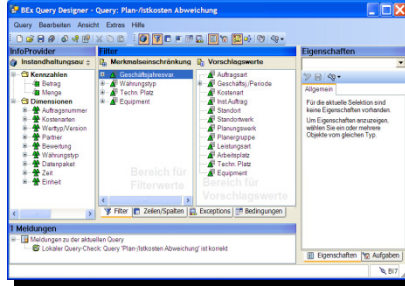 BEx Query Designer - Query: Plan-/Istkosten Abweichung
Query Bearbeiten Ansicht Extras Hilfe
InfoProvider
Instandhaltungsau
Kennzahlen
Betrag
Menge
Dimensionen
Auftragsnummer
Kostenarten
Wertyp/Version
Partner
Bewertung
Währungstyp
Datenpaket
Zeit
Einheit
Filter
Merkmalseinschränkung
Geschäftsjahresvar.
Währungstyp
Techn. Platz
Equipment
Bereich für
Filterwerte
Vorschlagswerte
Auftragsart
Geschäftsj./Periode
Kostenart
Inst.Auftrag
Standort
Standortwerk
Planungswerk
Planergruppe
Leistungsart
Arbeitsplatz
Techn. Platz
Equipment
Bereich für
Vorschlagswerte
Filter Zeilen/Spalten Exceptions Bedingungen
Eigenschaften
Allgemein
Für die aktuelle Selektion sind
keine Eigenschaften vorhanden.
Um Eigenschaften anzuzeigen,
wählen Sie ein oder mehrere
Objekte vom gleichen Typ.
Eigenschaften Aufgaben
1 Meldungen
Meldungen zu der aktuellen Query
Lokaler Query-Check: Query 'Plan-/Istkosten Abweichung' ist korrekt
BI7